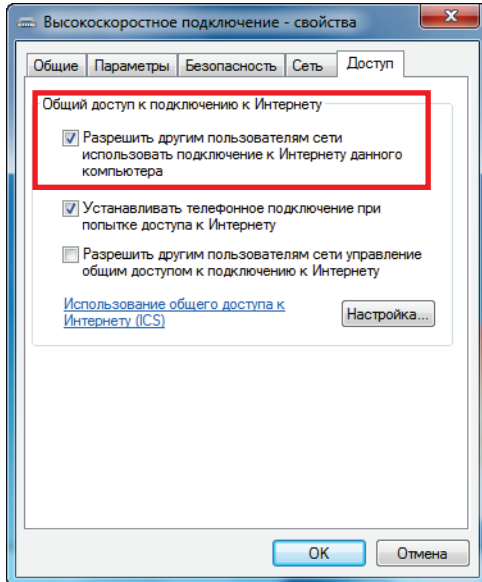 Высокоскоростное подключение - свойства
Общие Параметры Безопасность Сеть Доступ
Общий доступ к подключению к Интернету
Разрешить другим пользователям сети
использовать подключение к Интернету данного
компьютера
Устанавливать телефонное подключение при
попытке доступа к Интернету
Разрешить другим пользователям сети управление
общим доступом к подключению к Интернету
Использование общего доступа к
Интернету (ICS)
Настройка...
OK Отмена